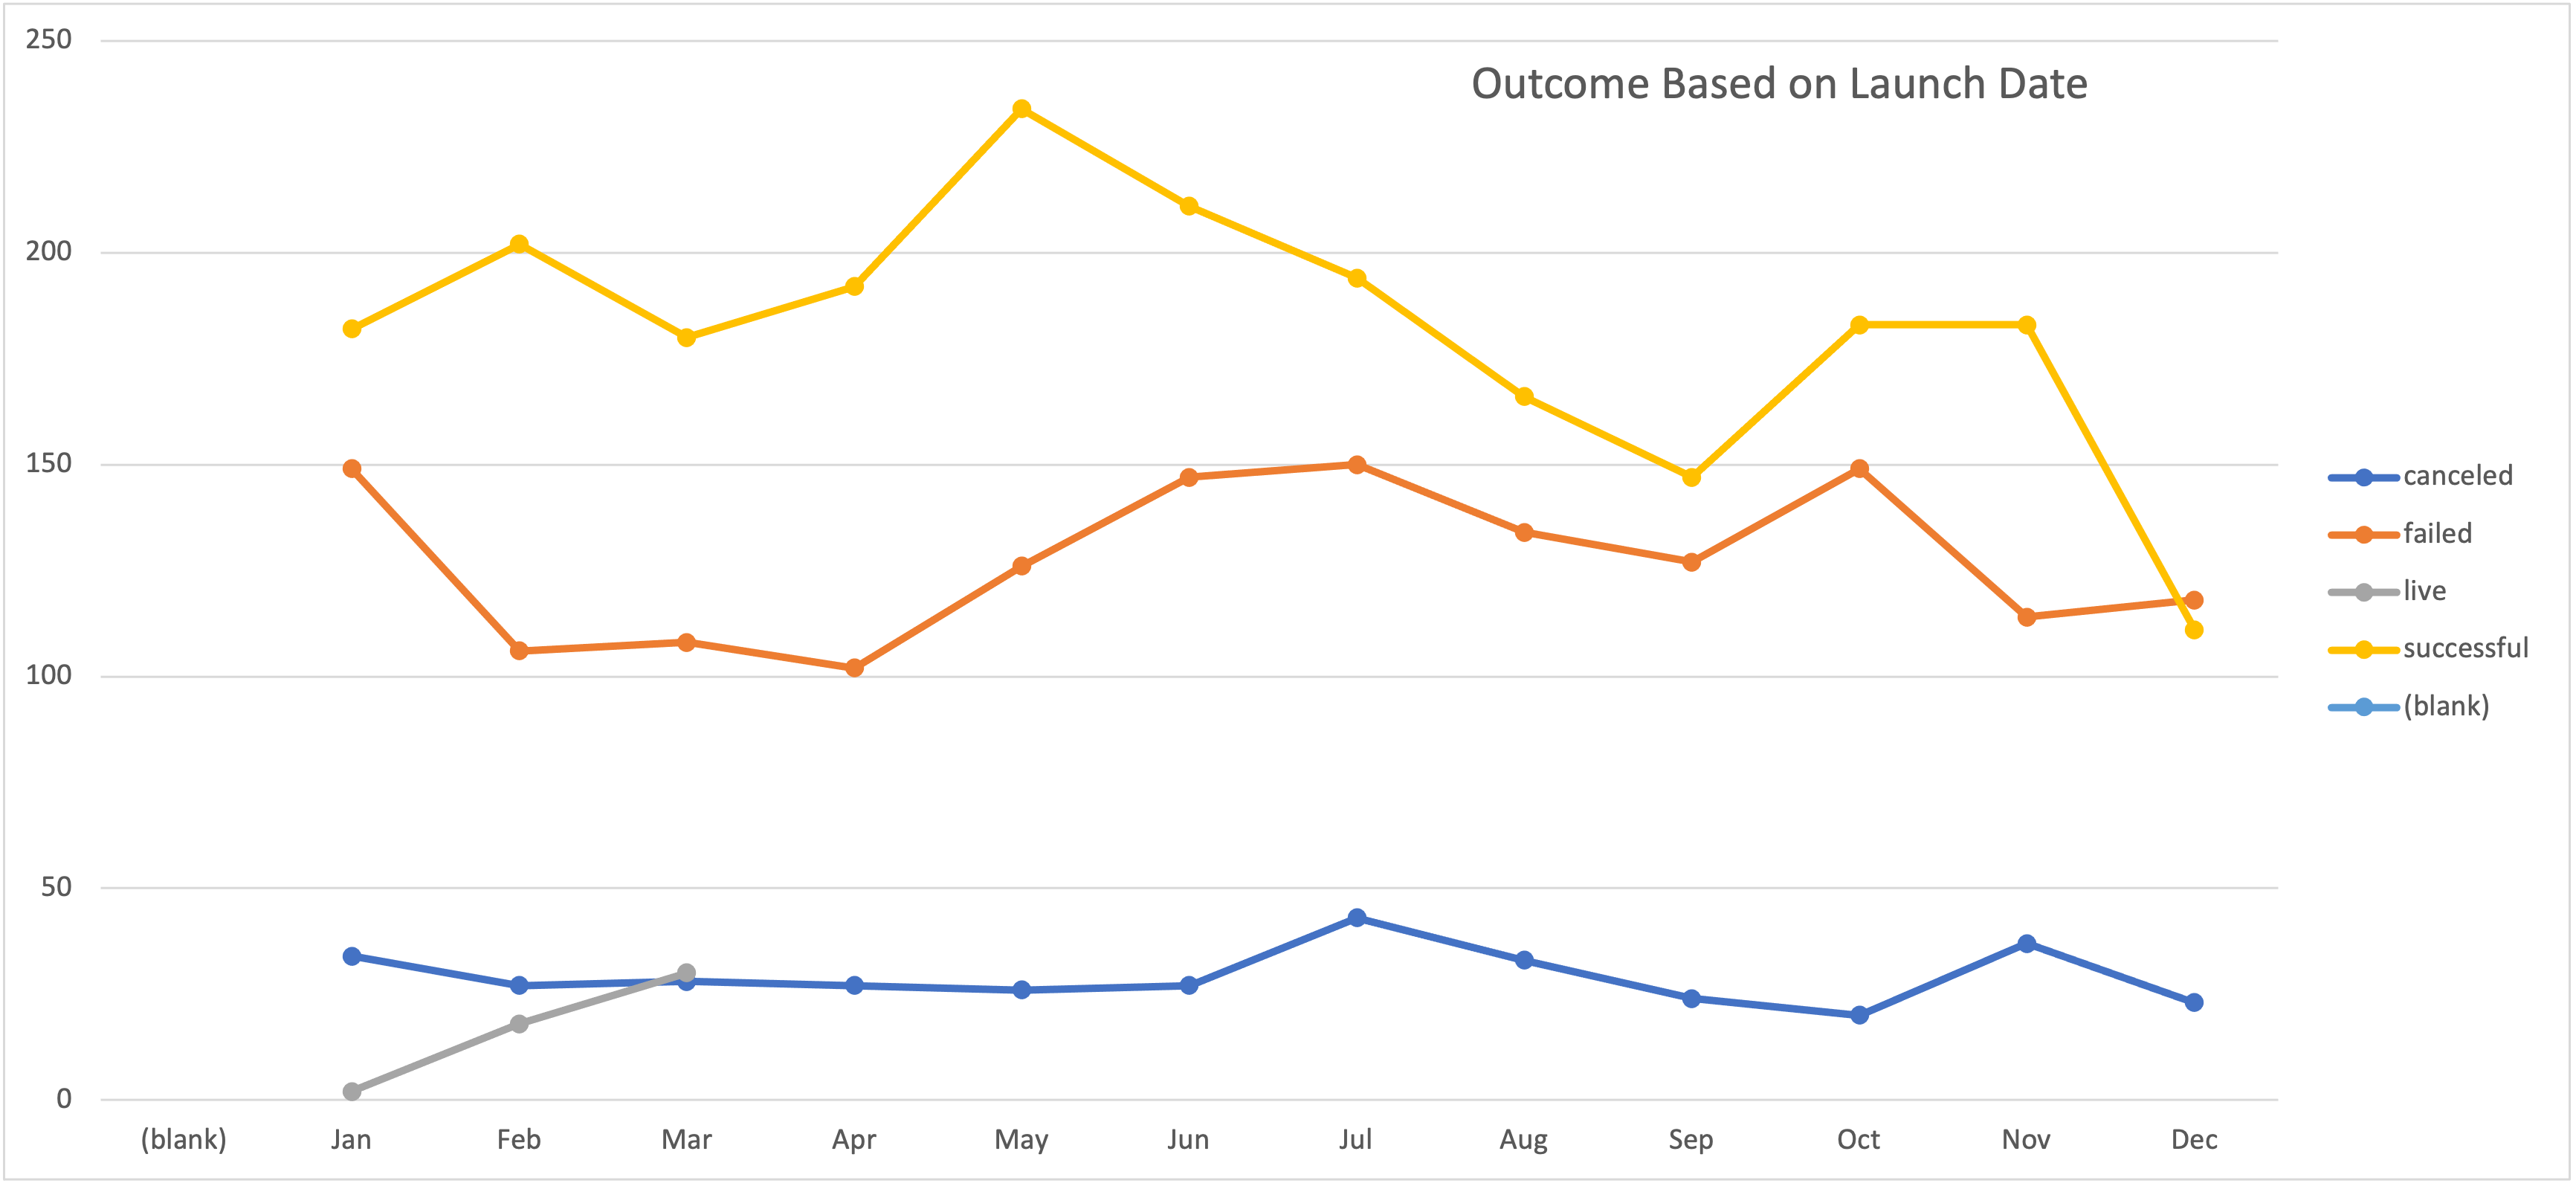 Outcome Based on Launch Date
250
200
150
100
50
0
(blank) Jan Feb Mar Apr May Jun Jul Aug Sep Oct Nov Dec
canceled
failed
live
successful
(blank)